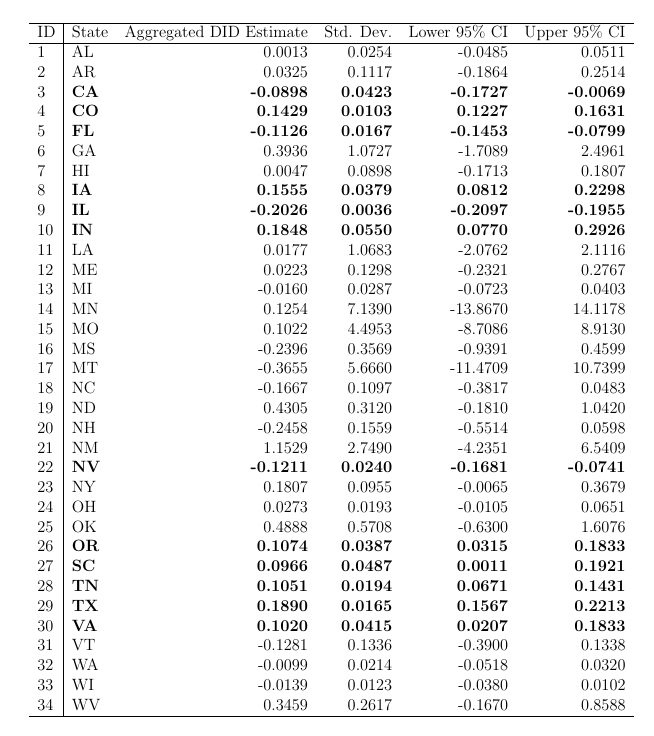 ID State Aggregated DID Estimate Std. Dev. Lower 95% CI Upper 95% CI
1 AL 0.0013 0.0254 -0.0485 0.0511
2 AR 0.0325 0.1117 -0.1864 0.2514
3 CA -0.0898 0.0423 -0.1727 -0.0069
4 CO 0.1429 0.0103 0.1227 0.1631
5 FL -0.1126 0.0167 -0.1453 -0.0799
6 GA 0.3936 1.0727 -1.7089 2.4961
7 HI 0.0047 0.0898 -0.1713 0.1807
8 IA 0.1555 0.0379 0.0812 0.2298
9 IL -0.2026 0.0036 -0.2097 -0.1955
10 IN 0.1848 0.0550 0.0770 0.2926
11 LA 0.0177 1.0683 -2.0762 2.1116
12 ME 0.0223 0.1298 -0.2321 0.2767
13 MI -0.0160 0.0287 -0.0723 0.0403
14 MN 0.1254 7.1390 -13.8670 14.1178
15 MO 0.1022 4.4953 -8.7086 8.9130
16 MS -0.2396 0.3569 -0.9391 0.4599
17 MT -0.3655 5.6660 -11.4709 10.7399
18 NC -0.1667 0.1097 -0.3817 0.0483
19 ND 0.4305 0.3120 -0.1810 1.0420
20 NH -0.2458 0.1559 -0.5514 0.0598
21 NM 1.1529 2.7490 -4.2351 6.5409
22 NV -0.1211 0.0240 -0.1681 -0.0741
23 NY 0.1807 0.0955 -0.0065 0.3679
24 OH 0.0273 0.0193 -0.0105 0.0651
25 OK 0.4888 0.5708 -0.6300 1.6076
26 OR 0.1074 0.0387 0.0315 0.1833
27 SC 0.0966 0.0487 0.0011 0.1921
28 TN 0.1051 0.0194 0.0671 0.1431
29 TX 0.1890 0.0165 0.1567 0.2213
30 VA 0.1020 0.0415 0.0207 0.1833
31 VT -0.1281 0.1336 -0.3900 0.1338
32 WA -0.0099 0.0214 -0.0518 0.0320
33 WI -0.0139 0.0123 -0.0380 0.0102
34 WV 0.3459 0.2617 -0.1670 0.8588